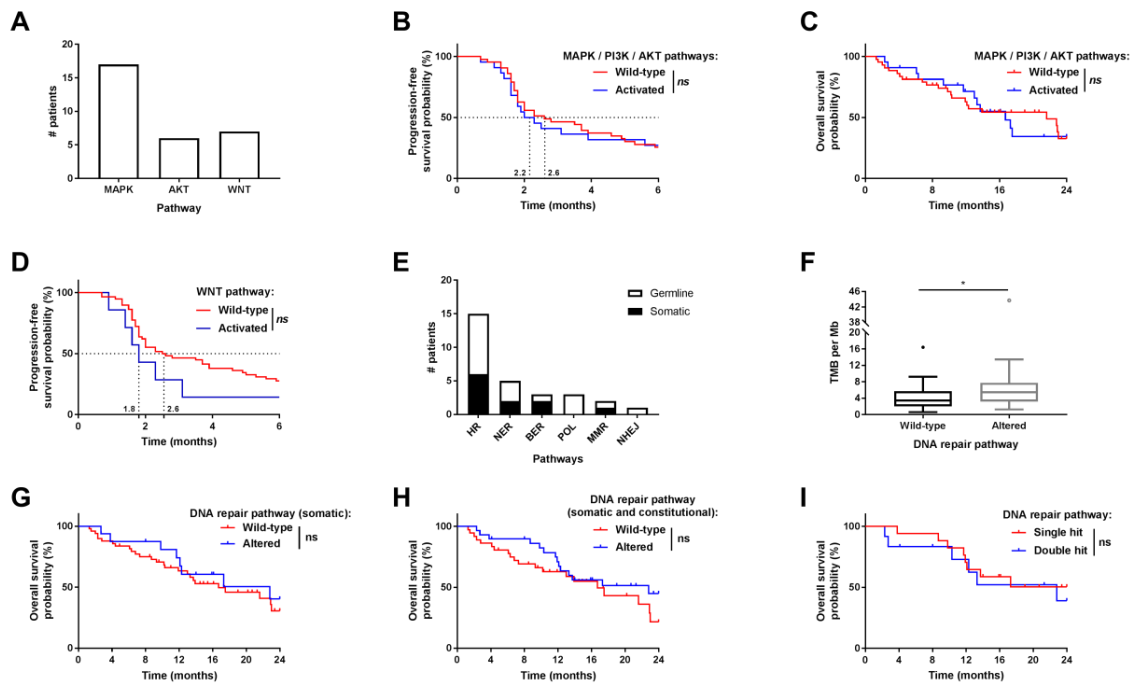 A
20
15
10
5
0
# patients
MAPK AKT WNT
Pathway
B
MAPK / PI3K / AKT pathways:
Wild-type
Activated
ns
Progression-free
survival probability (%)
100
50
0
2.2 2.6
0 2 4 6
Time (months)
C
MAPK / PI3K / AKT pathways:
Wild-type
Activated
ns
Overall survival
probability (%)
100
50
0
0 8 16 24
Time (months)
D
WNT pathway:
Wild-type
Activated
ns
Progression-free
survival probability (%)
100
50
0
1.8 2.6
0 2 4 6
Time (months)
E
Germline
Somatic
# patients
20
15
10
5
0
HR NER BER POL MMR NHEJ
Pathways
F
*
TMB per Mb
46
42
38
16
12
8
4
0
Wild-type Altered
DNA repair pathway
G
DNA repair pathway (somatic):
Wild-type
Altered
ns
Overall survival
probability (%)
100
50
0
0 4 8 12 16 20 24
Time (months)
H
DNA repair pathway
(somatic and constitutional):
Wild-type
Altered
ns
Overall survival
probability (%)
100
50
0
0 4 8 12 16 20 24
Time (months)
I
DNA repair pathway:
Single hit
Double hit
ns
Overall survival
probability (%)
100
50
0
0 4 8 12 16 20 24
Time (months)